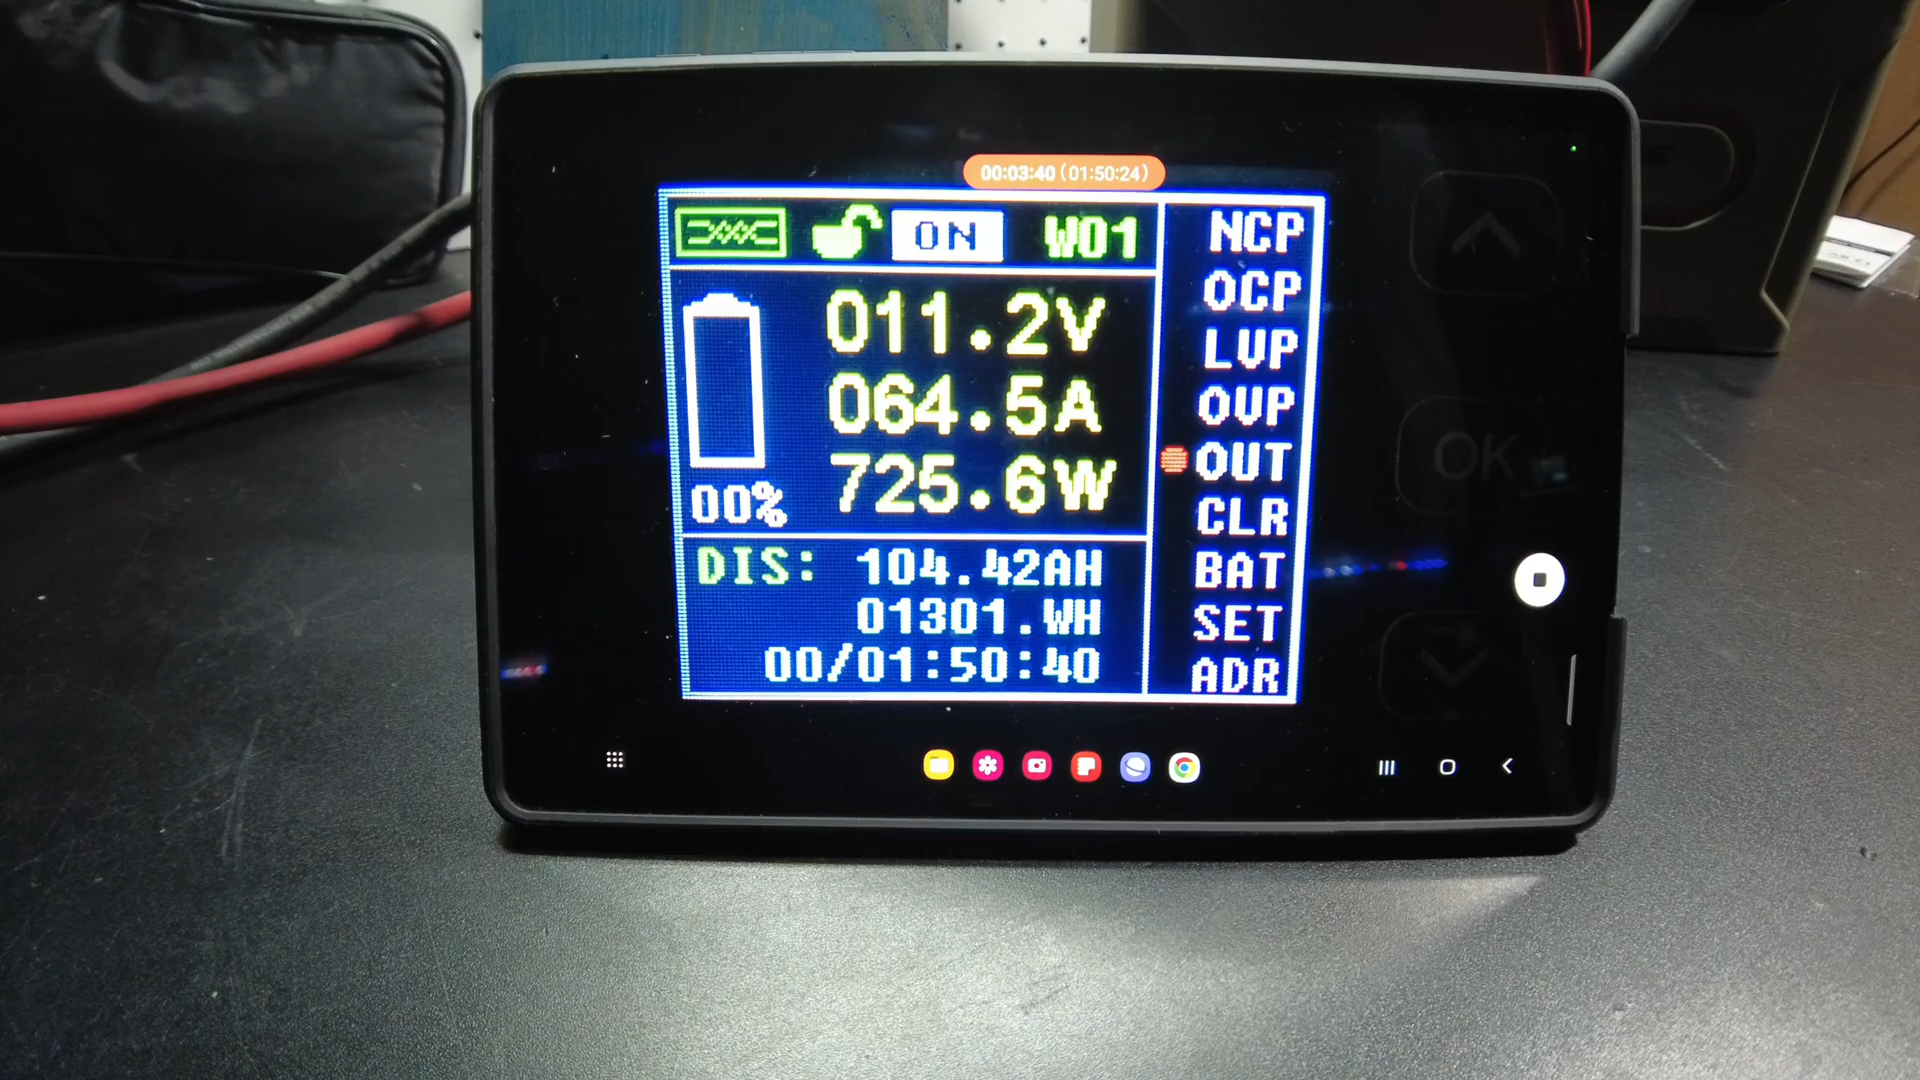 00:03:40 (01:50:24)
ON W01
011.2V
064.5A
725.6W
00%
DIS: 104.42AH
01301.WH
00/01:50:40
NCP
OCP
LVP
OVP
OUT
CLR
BAT
SET
ADR
OK